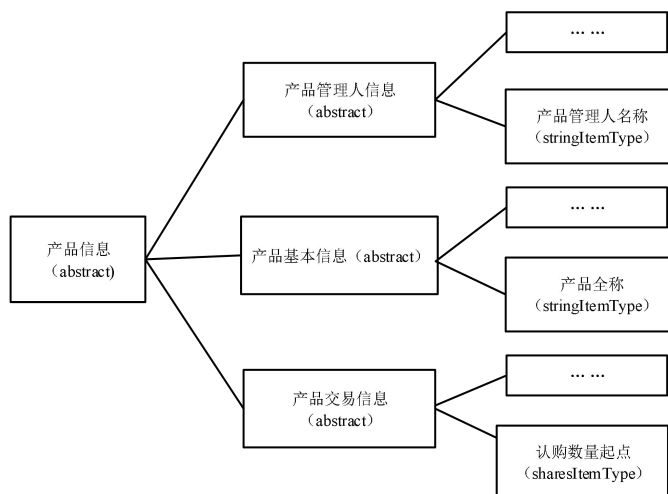 产品信息
（abstract)
产品管理人信息
（abstract）
… …
产品管理人名称
（stringItemType）
产品基本信息（abstract）
… …
产品全称
（stringItemType）
产品交易信息
（abstract）
… …
认购数量起点
（sharesItemType）